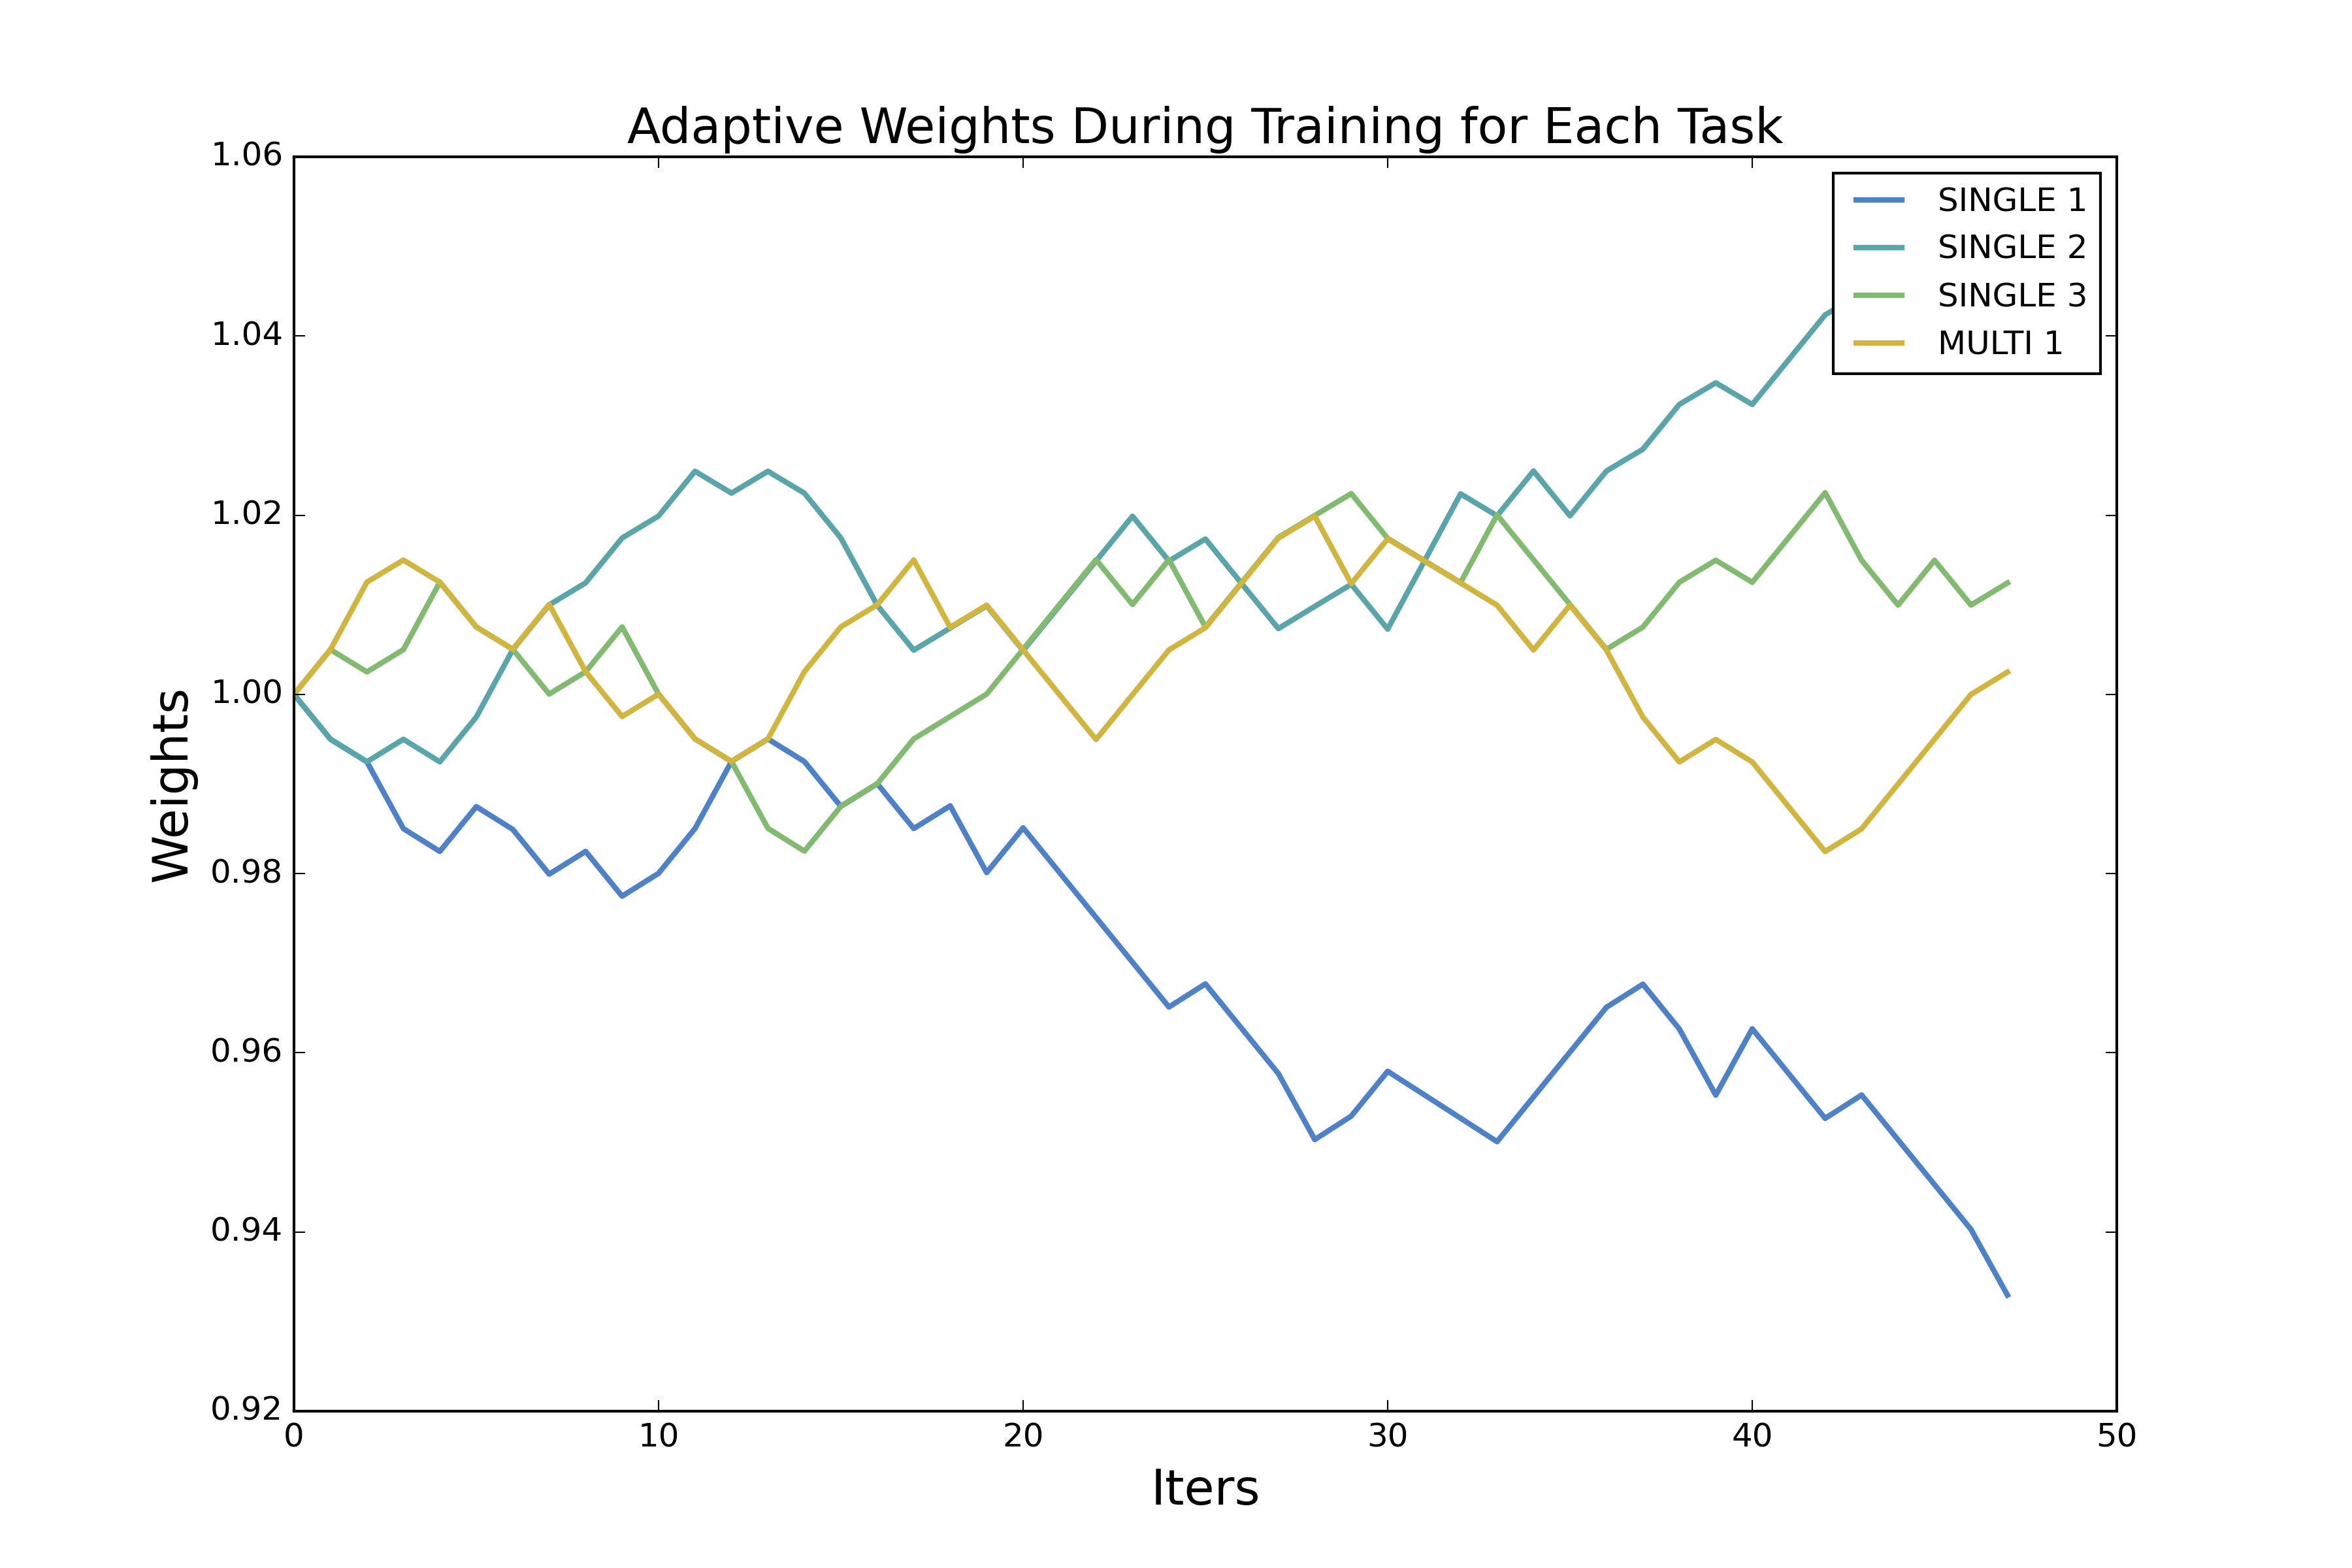 Adaptive Weights During Training for Each Task
1.06
1.04
1.02
1.00
0.98
0.96
0.94
0.92
Weights
0
10
20
30
40
50
Iters
SINGLE 1
SINGLE 2
SINGLE 3
MULTI 1